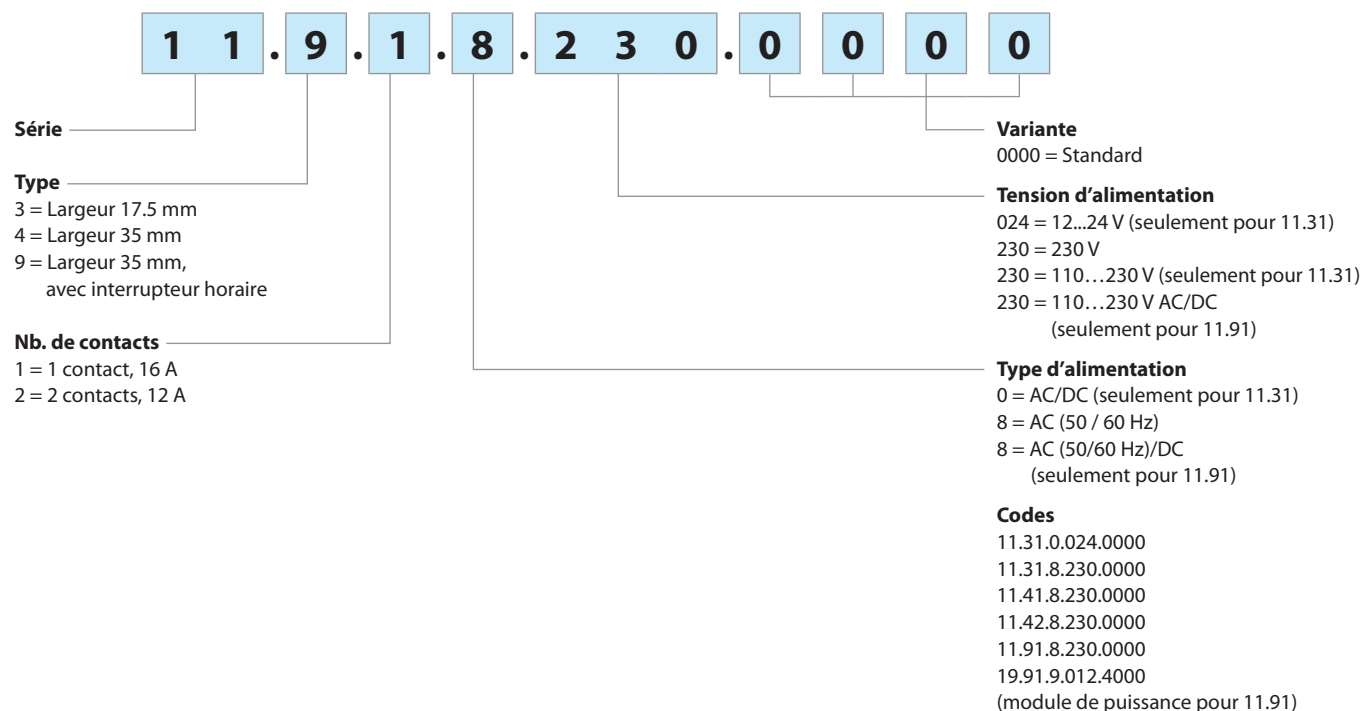 1 1 . 9 . 1 . 8 . 2 3 0 . 0 0 0 0
Série
Type
3 = Largeur 17.5 mm
4 = Largeur 35 mm
9 = Largeur 35 mm,
avec interrupteur horaire
Nb. de contacts
1 = 1 contact, 16 A
2 = 2 contacts, 12 A
Variante
0000 = Standard
Tension d’alimentation
024 = 12...24 V (seulement pour 11.31)
230 = 230 V
230 = 110…230 V (seulement pour 11.31)
230 = 110…230 V AC/DC
(seulement pour 11.91)
Type d’alimentation
0 = AC/DC (seulement pour 11.31)
8 = AC (50 / 60 Hz)
8 = AC (50/60 Hz)/DC
(seulement pour 11.91)
Codes
11.31.0.024.0000
11.31.8.230.0000
11.41.8.230.0000
11.42.8.230.0000
11.91.8.230.0000
19.91.9.012.4000
(module de puissance pour 11.91)